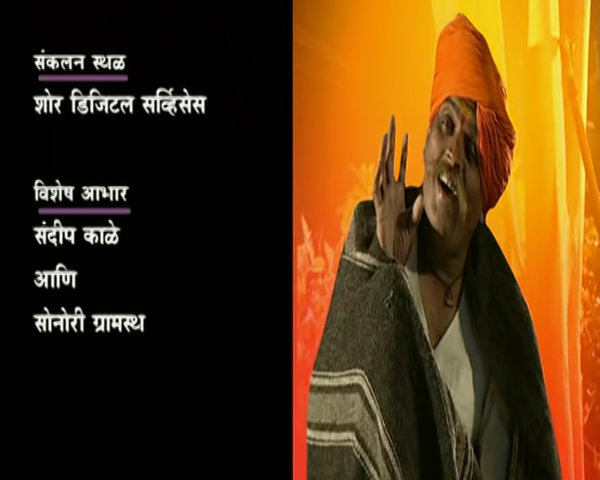 संकलन स्थळ
शोर डिजिटल सर्व्हिसेस
विशेष आभार
संदीप काळे
आणि
सोनोरी ग्रामस्थ